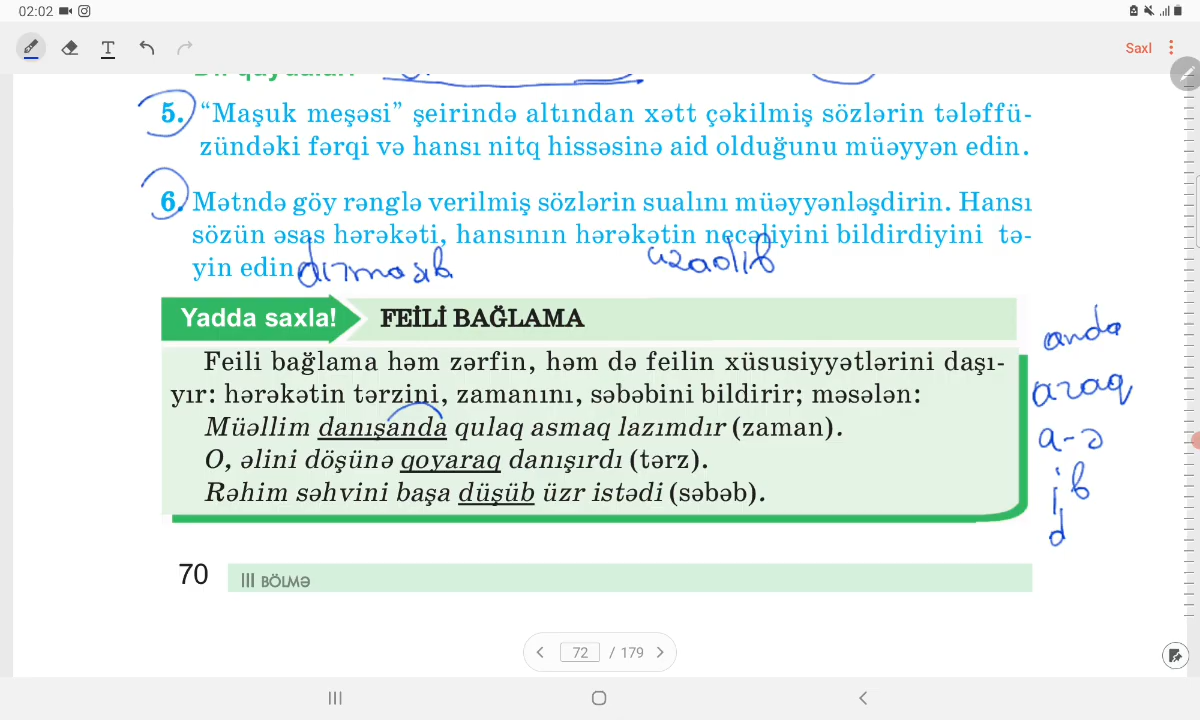 02:02
Saxl
5. “Maşuk meşəsi” şeirində altından xətt çəkilmiş sözlərin tələffü-
zündəki fərqi və hansı nitq hissəsinə aid olduğunu müəyyən edin.
6. Mətndə göy rənglə verilmiş sözlərin sualını müəyyənləşdirin. Hansı
sözün əsas hərəkəti, hansının hərəkətin necəliyini bildirdiyini tə-
yin edin
uzaqlıb
Yadda saxla! FEİLİ BAĞLAMA
anda
Feili bağlama həm zərfin, həm də feilin xüsusiyyətlərini daşı-
yır: hərəkətin tərzini, zamanını, səbəbini bildirir; məsələn:
araq
Müəllim danışanda qulaq asmaq lazımdır (zaman).
a-ə
O, əlini döşünə qoyaraq danışırdı (tərz).
ib
Rəhim səhvini başa düşüb üzr istədi (səbəb).
70 III BÖLMƏ
72 / 179